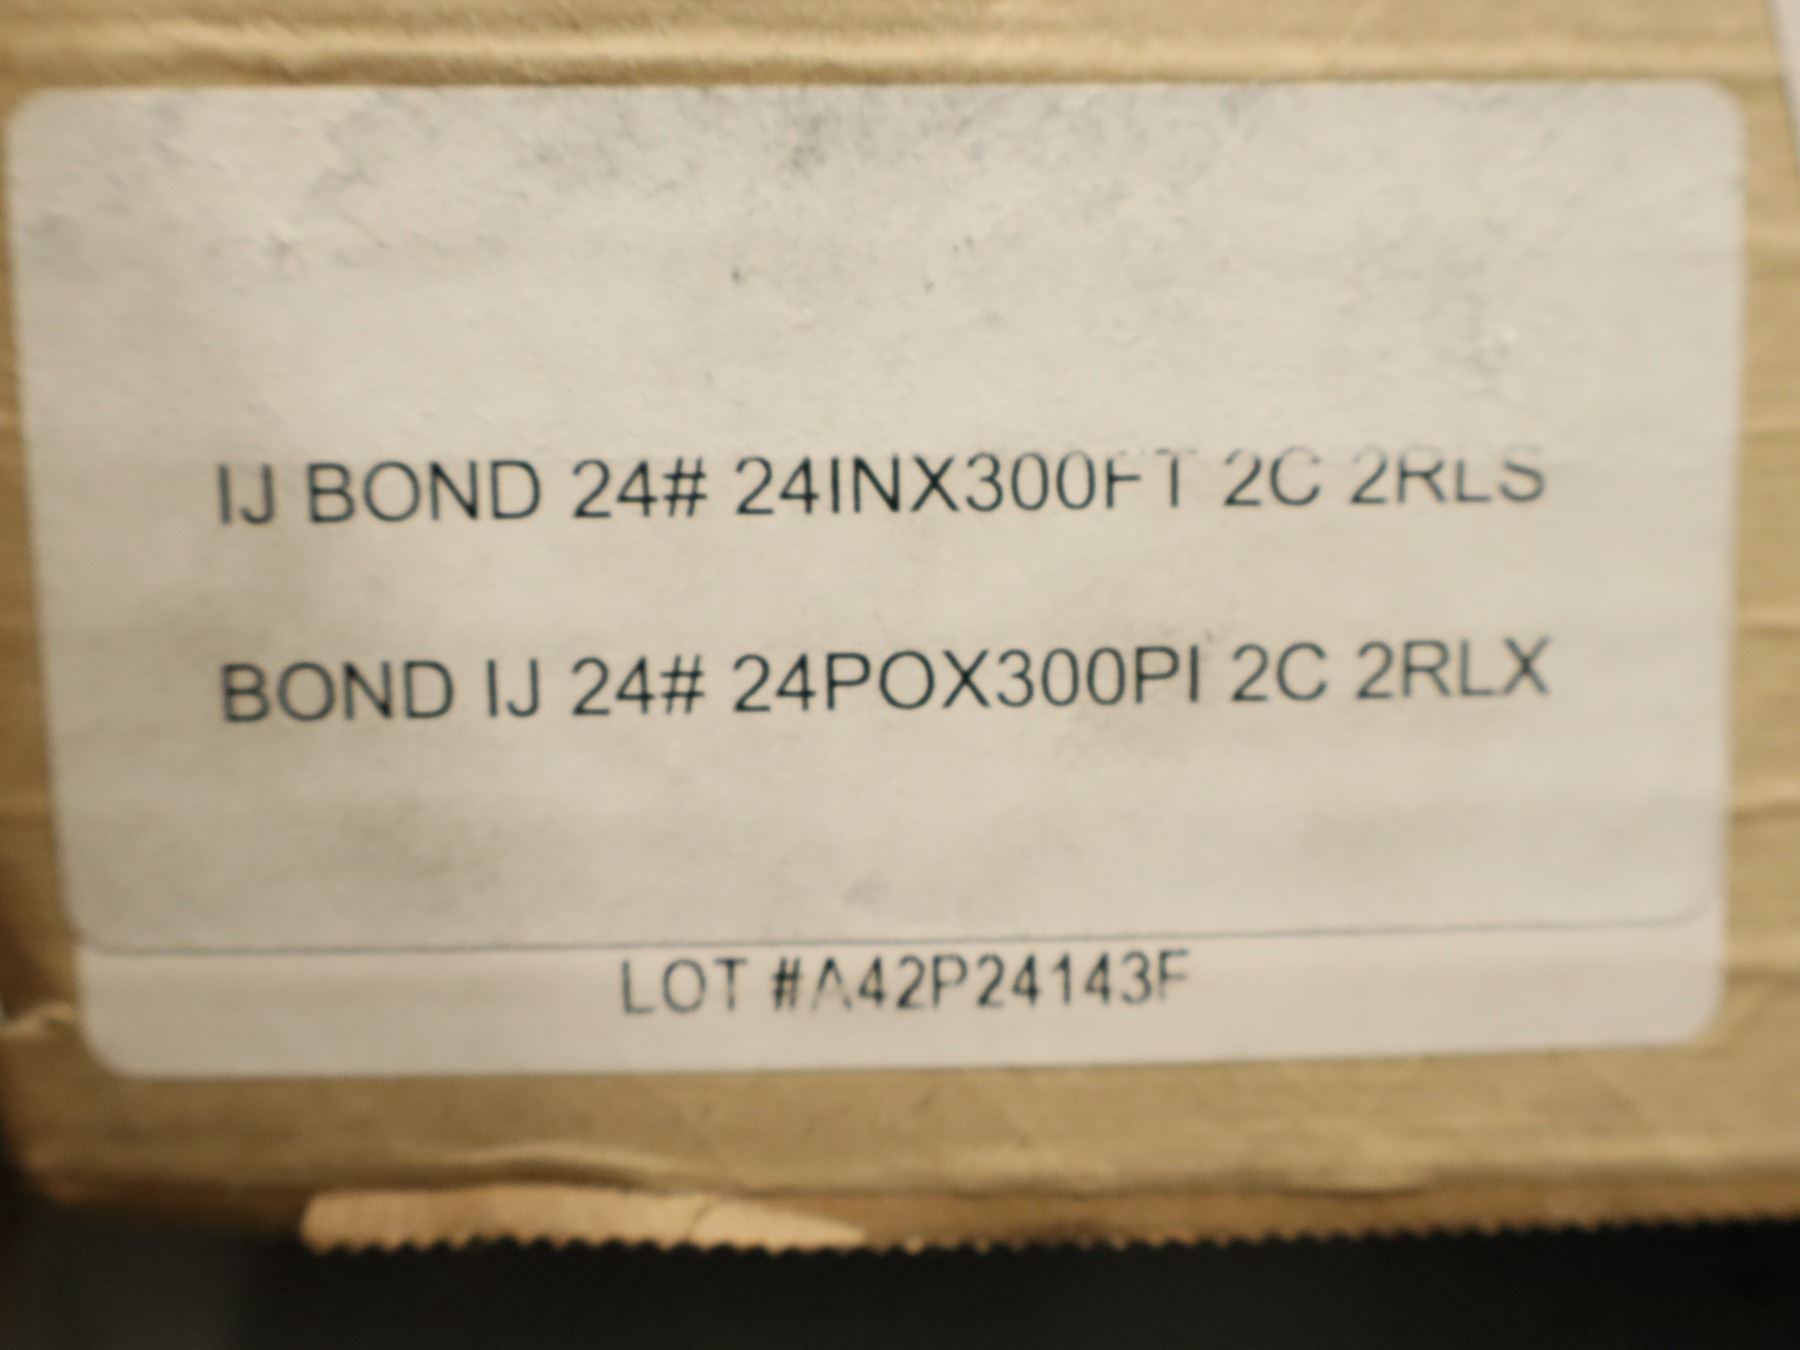 IJ BOND 24# 24INX300FT 2C 2RLS
BOND IJ 24# 24POX300PI 2C 2RLX
LOT #A42P24143F